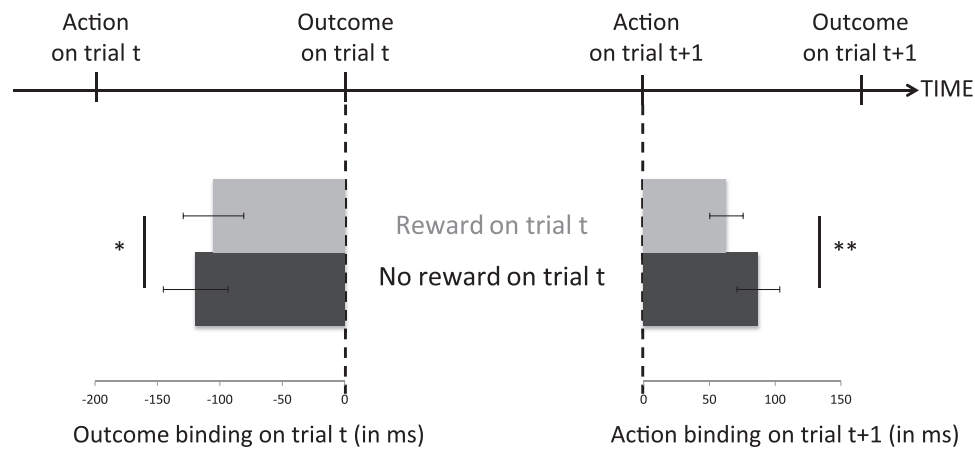 Action
on trial t
Outcome
on trial t
Action
on trial t+1
Outcome
on trial t+1
TIME
Reward on trial t
No reward on trial t
*
**
-200 -150 -100 -50 0
0 50 100 150
Outcome binding on trial t (in ms)
Action binding on trial t+1 (in ms)